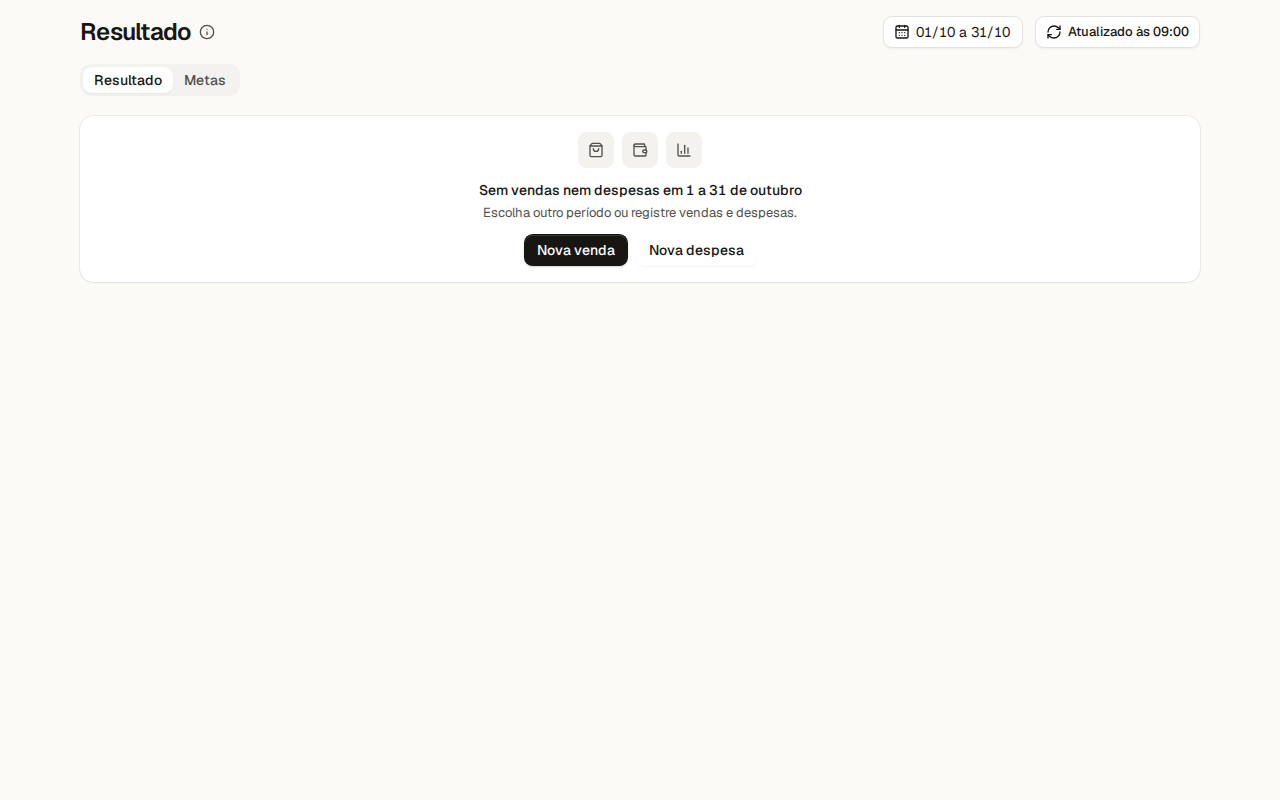 Resultado
01/10 a 31/10
Atualizado às 09:00
Resultado
Metas
Sem vendas nem despesas em 1 a 31 de outubro
Escolha outro período ou registre vendas e despesas.
Nova venda
Nova despesa